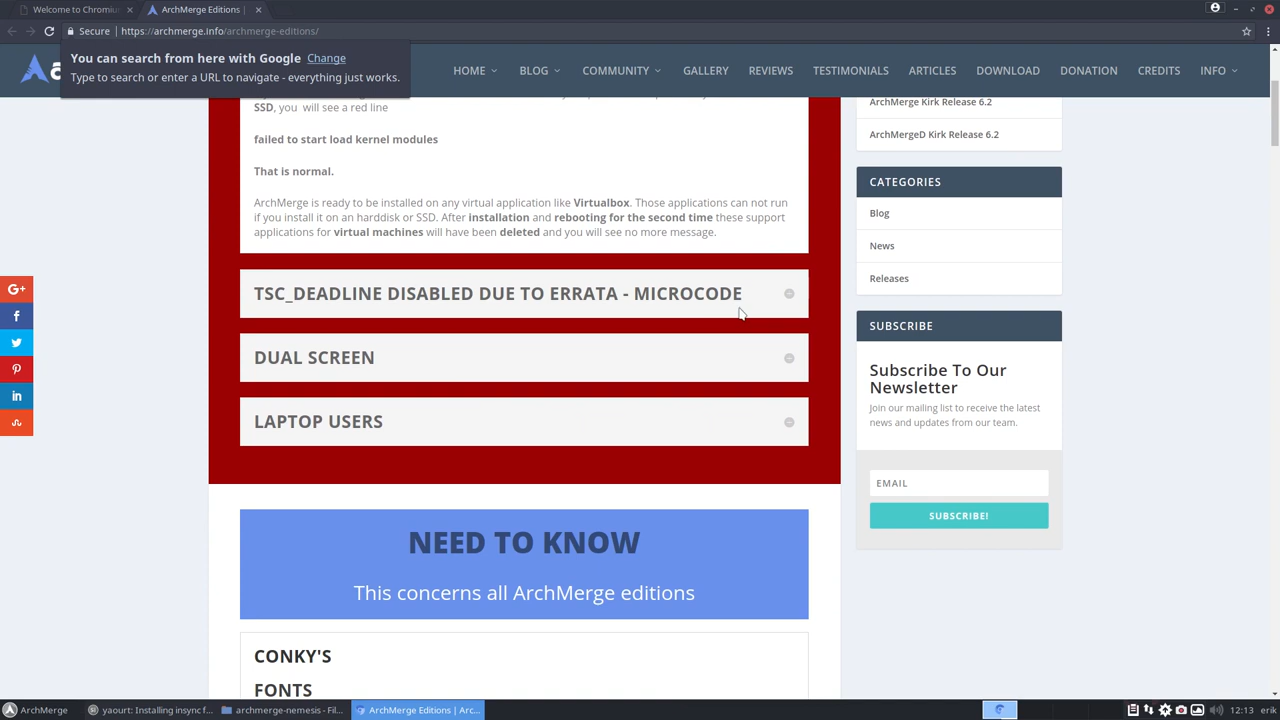 Welcome to Chromiu
ArchMerge Editions |
Secure
https://archmerge.info/archmerge-editions/
You can search from here with Google Change
Type to search or enter a URL to navigate - everything just works.
HOME
BLOG
COMMUNITY
GALLERY
REVIEWS
TESTIMONIALS
ARTICLES
DOWNLOAD
DONATION
CREDITS
INFO
SSD, you will see a red line
failed to start load kernel modules
That is normal.
ArchMerge is ready to be installed on any virtual application like Virtualbox. Those applications can not run
if you install it on an harddisk or SSD. After installation and rebooting for the second time these support
applications for virtual machines will have been deleted and you will see no more message.
TSC_DEADLINE DISABLED DUE TO ERRATA - MICROCODE
DUAL SCREEN
LAPTOP USERS
NEED TO KNOW
This concerns all ArchMerge editions
CONKY'S
FONTS
ArchMerge Kirk Release 6.2
ArchMergeD Kirk Release 6.2
CATEGORIES
Blog
News
Releases
SUBSCRIBE
Subscribe To Our
Newsletter
Join our mailing list to receive the latest
news and updates from our team.
EMAIL
SUBSCRIBE!
ArchMerge
yaourt: Installing insync f...
archmerge-nemesis - Fil...
ArchMerge Editions | Arc...
12:13
erik